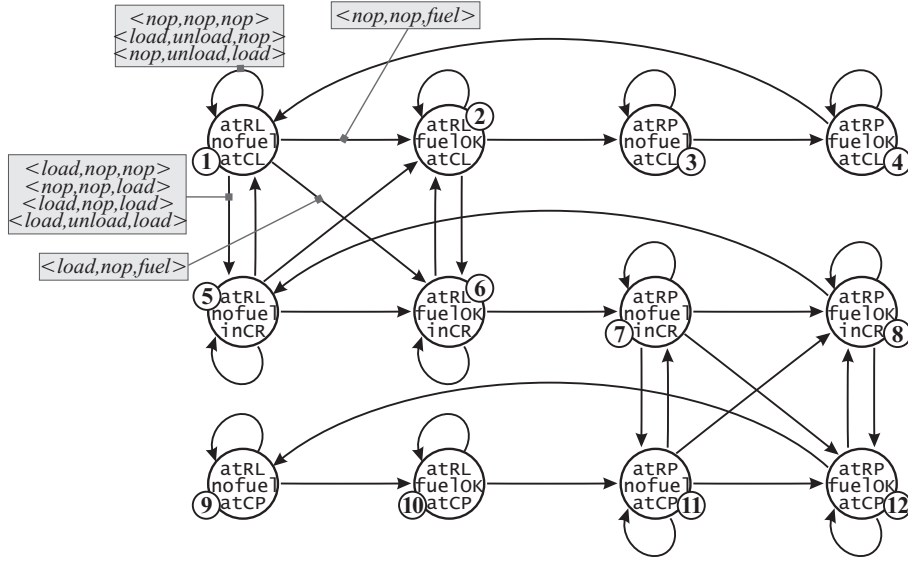 <nop,nop,nop>
<load,unload,nop>
<nop,unload,load>
<nop,nop,fuel>
atRL
nofuel
atCL
1
atRL
fuelOK
atCL
2
atRP
nofuel
atCL
3
atRP
fuelOK
atCL
4
<load,nop,nop>
<nop,nop,load>
<load,nop,load>
<load,unload,load>
<load,nop,fuel>
atRL
nofuel
inCR
5
atRL
fuelOK
inCR
6
atRP
nofuel
inCR
7
atRP
fuelOK
inCR
8
atRL
nofuel
atCP
9
atRL
fuelOK
atCP
10
atRP
nofuel
atCP
11
atRP
fuelOK
atCP
12